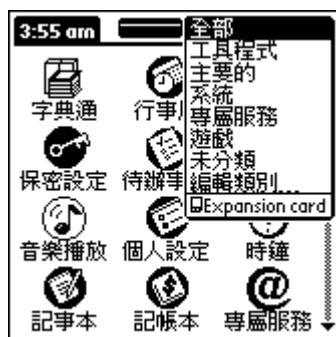 3:55 am
全部
工具程式
主要的
系統
專屬服務
遊戲
未分類
編輯類別...
Expansion card
字典通
行事
保密設定
待辦事
音樂播放
個人設定
時鐘
記事本
記帳本
專屬服務